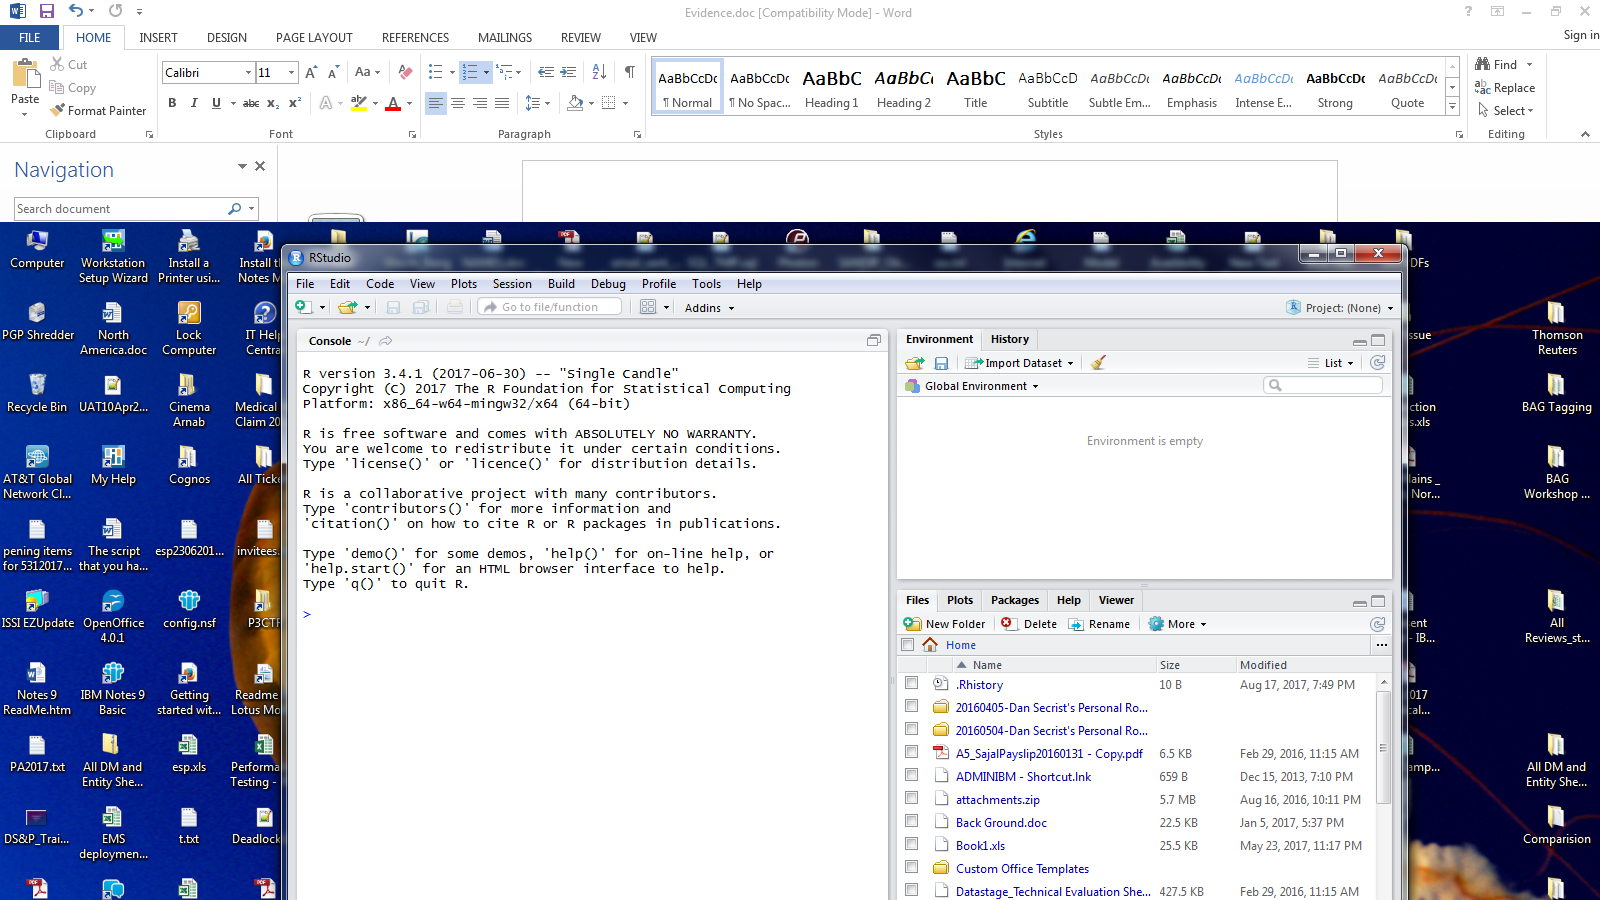 Evidence.doc [Compatibility Mode] - Word
?
FILE HOME INSERT DESIGN PAGE LAYOUT REFERENCES MAILINGS REVIEW VIEW Sign in
Paste
Cut
Copy
Format Painter
Clipboard
Calibri 11
Aa
B I U abc x₂ x²
A A
Font
Paragraph
AaBbCcDc AaBbCcDc AaBbC AaBbCc AaBbC AaBbCcD AaBbCcDc AaBbCcDc AaBbCcDc AaBbCcDc AaBbCcDc
¶ Normal ¶ No Spac... Heading 1 Heading 2 Title Subtitle Subtle Em... Emphasis Intense E... Strong Quote
Styles
Find
Replace
Select
Editing
Navigation
Search document
Computer
Workstation
Setup Wizard
Install a
Printer usi...
Install t
Notes M
PGP Shredder
North
America.doc
Lock
Computer
IT Help
Centra
Recycle Bin
UAT10Apr2...
Cinema
Arnab
Medical
Claim 20
AT&T Global
Network Cl...
My Help
Cognos
All Ticke
pening items
for 5312017...
The script
that you ha...
esp2306201...
invitees.
ISSI EZUpdate
OpenOffice
4.0.1
config.nsf
P3CTF
Notes 9
ReadMe.htm
IBM Notes 9
Basic
Getting
started wit...
Readme
Lotus Mo
PA2017.txt
All DM and
Entity She...
esp.xls
Performa
Testing -
DS&P_Trai...
EMS
deploymen...
t.txt
Deadlock
RStudio
File Edit Code View Plots Session Build Debug Profile Tools Help
Go to file/function
Addins
Project: (None)
Console ~/
R version 3.4.1 (2017-06-30) -- "Single Candle"
Copyright (C) 2017 The R Foundation for Statistical Computing
Platform: x86_64-w64-mingw32/x64 (64-bit)
R is free software and comes with ABSOLUTELY NO WARRANTY.
You are welcome to redistribute it under certain conditions.
Type 'license()' or 'licence()' for distribution details.
R is a collaborative project with many contributors.
Type 'contributors()' for more information and
'citation()' on how to cite R or R packages in publications.
Type 'demo()' for some demos, 'help()' for on-line help, or
'help.start()' for an HTML browser interface to help.
Type 'q()' to quit R.
>
Environment History
Import Dataset
List
Global Environment
Environment is empty
Files Plots Packages Help Viewer
New Folder Delete Rename More
Home ...
Name Size Modified
.Rhistory 10 B Aug 17, 2017, 7:49 PM
20160405-Dan Secrist's Personal Ro...
20160504-Dan Secrist's Personal Ro...
A5_SajalPayslip20160131 - Copy.pdf 6.5 KB Feb 29, 2016, 11:15 AM
ADMINIBM - Shortcut.lnk 659 B Dec 15, 2013, 7:10 PM
attachments.zip 5.7 MB Aug 16, 2016, 10:11 PM
Back Ground.doc 22.5 KB Jan 5, 2017, 5:37 PM
Book1.xls 25.5 KB May 23, 2017, 11:17 PM
Custom Office Templates
Datastage_Technical Evaluation She... 427.5 KB Feb 29, 2016, 11:15 AM
DFs
ssue
Thomson
Reuters
ction
s.xls
BAG Tagging
lains _
Nor...
BAG
Workshop ...
ent
- IB...
All
Reviews_st...
017
cal...
amp...
All DM and
Entity She...
Comparision